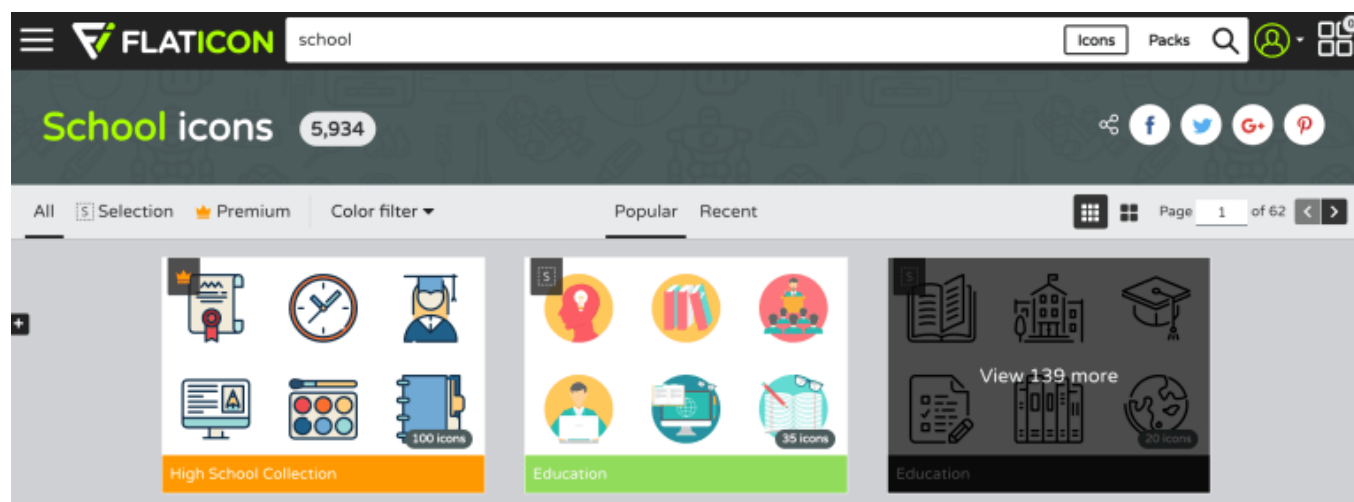 FLATICON school Icons Packs 0
School icons 5,934
f G+
All S Selection Premium Color filter Popular Recent Page 1 of 62
S S
A
View 139 more
100 icons 35 icons 20 icons
High School Collection Education Education